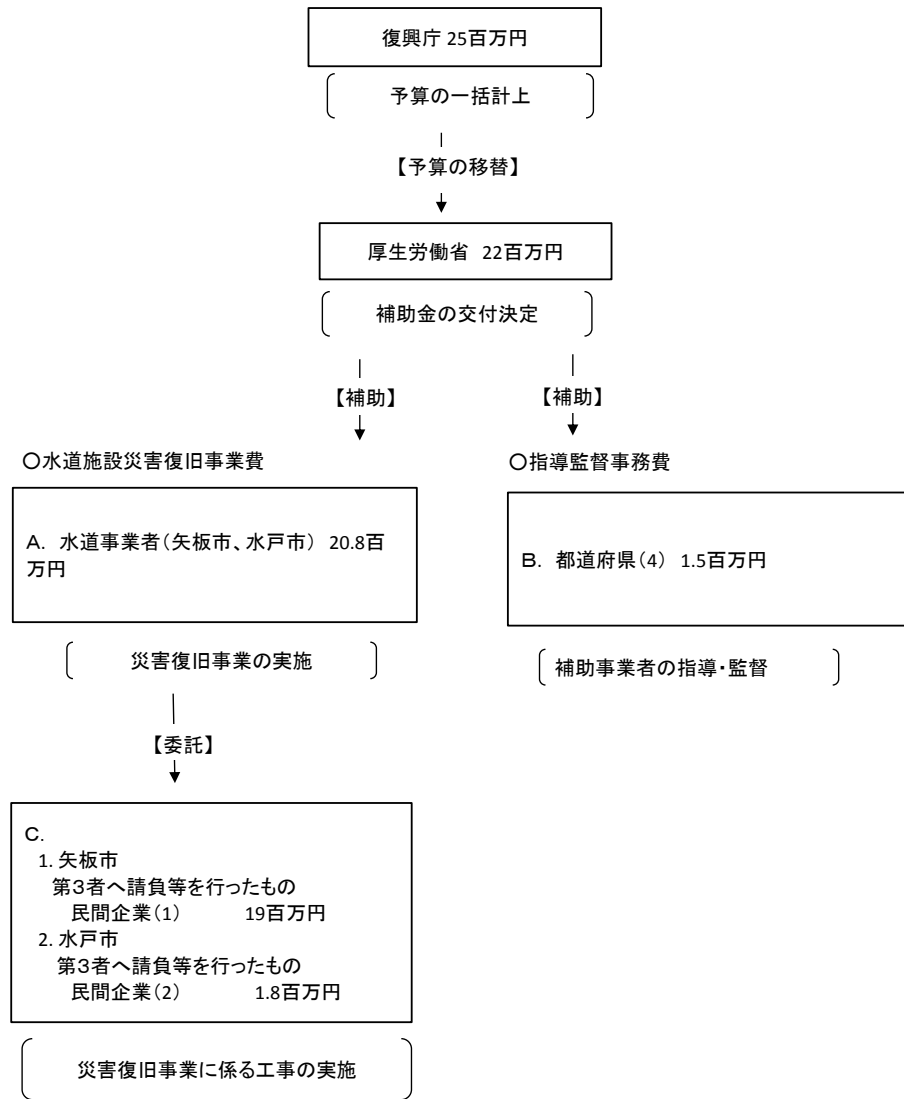 復興庁 25百万円
予算の一括計上
【予算の移替】
厚生労働省 22百万円
補助金の交付決定
【補助】
【補助】
○水道施設災害復旧事業費
○指導監督事務費
A. 水道事業者(矢板市、水戸市) 20.8百
万円
B. 都道府県(4) 1.5百万円
災害復旧事業の実施
補助事業者の指導・監督
【委託】
C.
1. 矢板市
第3者へ請負等を行ったもの
民間企業(1) 19百万円
2. 水戸市
第3者へ請負等を行ったもの
民間企業(2) 1.8百万円
災害復旧事業に係る工事の実施